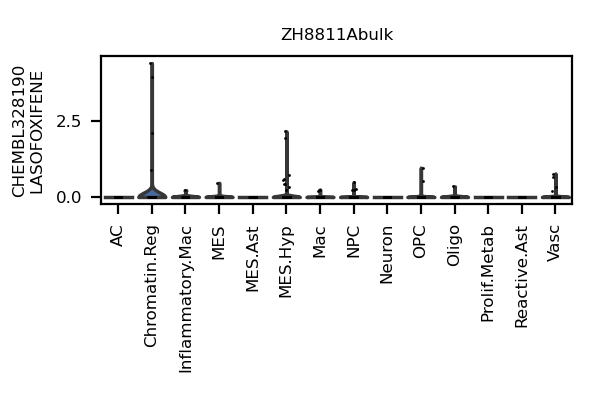 ZH8811Abulk
CHEMBL328190
LASOFOXIFENE
2.5
0.0
AC
Chromatin.Reg
Inflammatory.Mac
MES
MES.Ast
MES.Hyp
Mac
NPC
Neuron
OPC
Oligo
Prolif.Metab
Reactive.Ast
Vasc